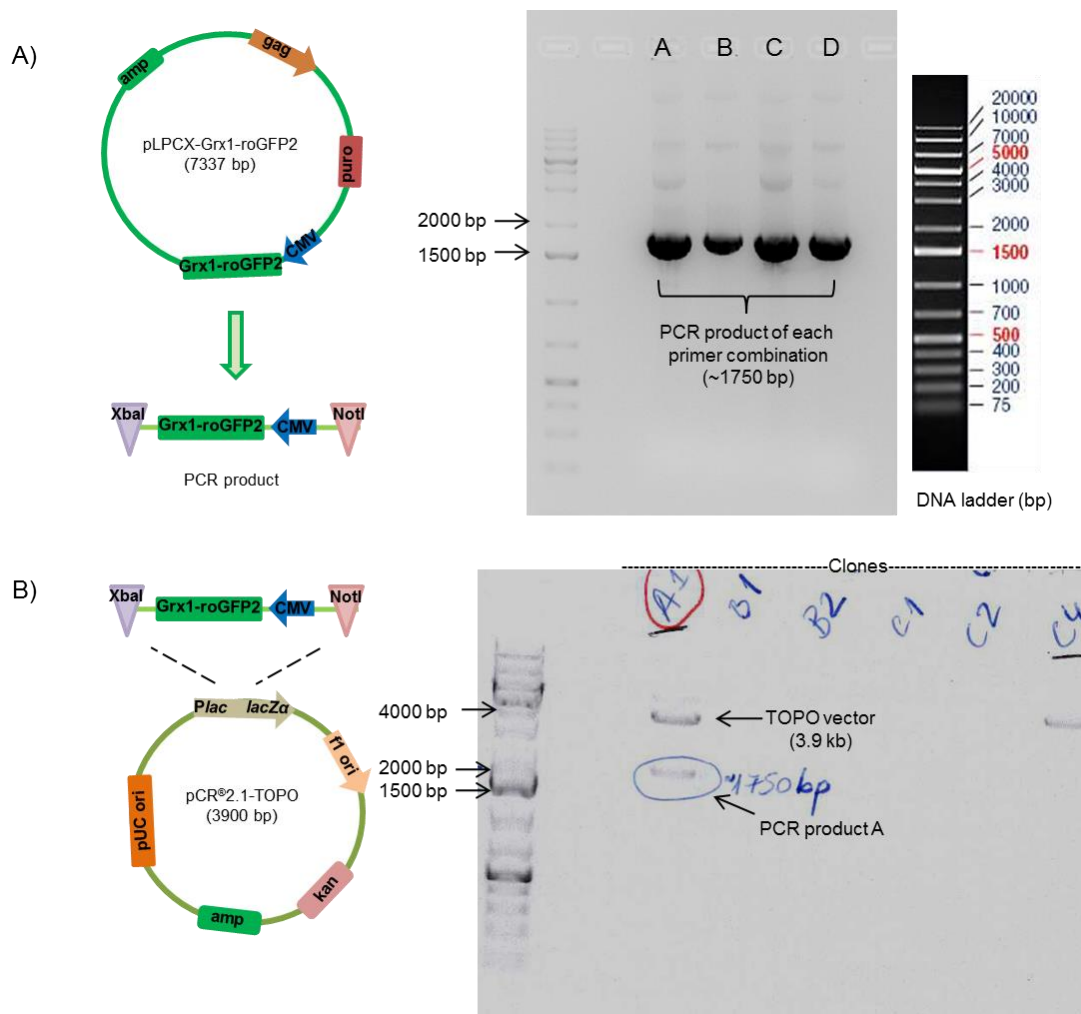 A)
amp
gag
puro
CMV
Grx1-roGFP2
pLPCX-Grx1-roGFP2
(7337 bp)
XbaI
Grx1-roGFP2
CMV
NotI
PCR product
A B C D
2000 bp
1500 bp
PCR product of each
primer combination
(~1750 bp)
20000
10000
7000
5000
4000
3000
2000
1500
1000
700
500
400
300
200
75
DNA ladder (bp)
B)
XbaI
Grx1-roGFP2
CMV
NotI
Plac lacZα
f1 ori
kan
amp
pUC ori
pCR®2.1-TOPO
(3900 bp)
Clones
A1 B1 B2 C1 C2 C4
4000 bp
2000 bp
1500 bp
TOPO vector
(3.9 kb)
~1750 bp
PCR product A